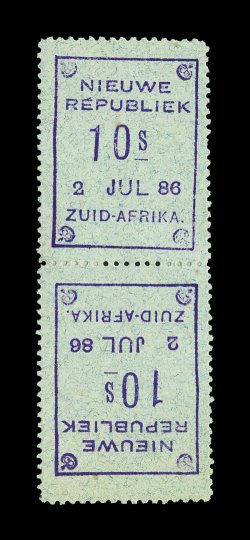 NIEUWE
REPUBLIEK
10s
2 JUL 86
ZUID-AFRIKA.
NIEUWE
REPUBLIEK
10s
2 JUL 86
ZUID-AFRIKA.